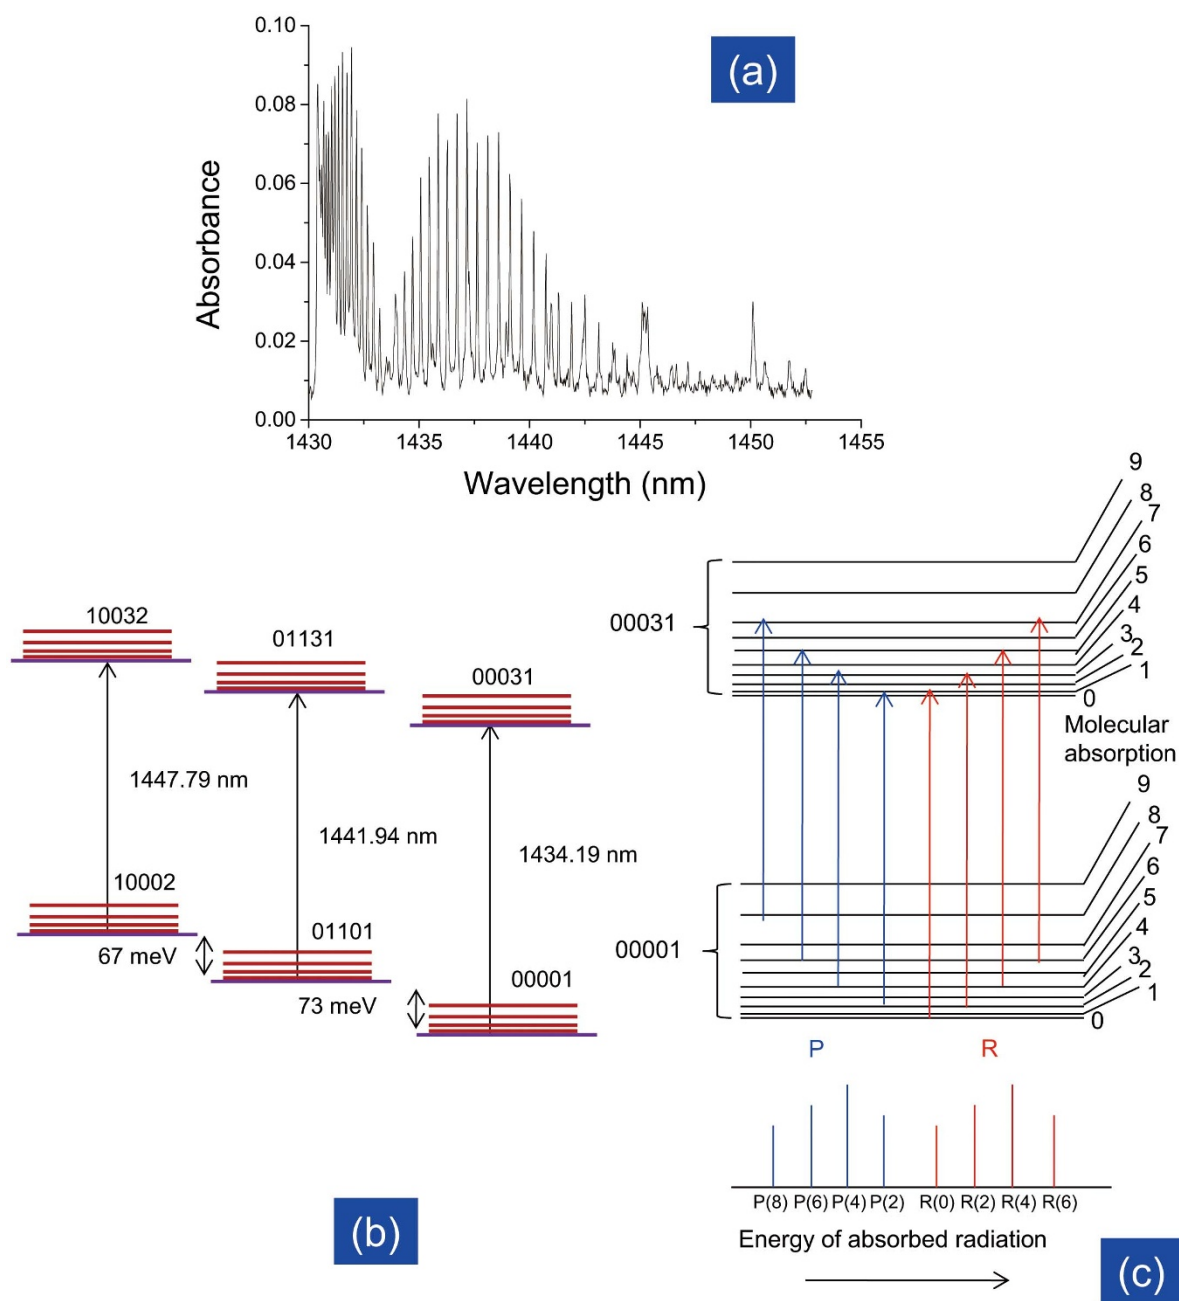 (a)
0.10
0.08
0.06
0.04
0.02
0.00
Absorbance
1430 1435 1440 1445 1450 1455
Wavelength (nm)
10032
01131
00031
1447.79 nm
1441.94 nm
1434.19 nm
10002
01101
00001
67 meV
73 meV
(b)
9
8
7
6
5
4
3
2
1
0
00031
Molecular
absorption
9
8
7
6
5
4
3
2
1
0
00001
P R
P(8) P(6) P(4) P(2) R(0) R(2) R(4) R(6)
Energy of absorbed radiation
(c)